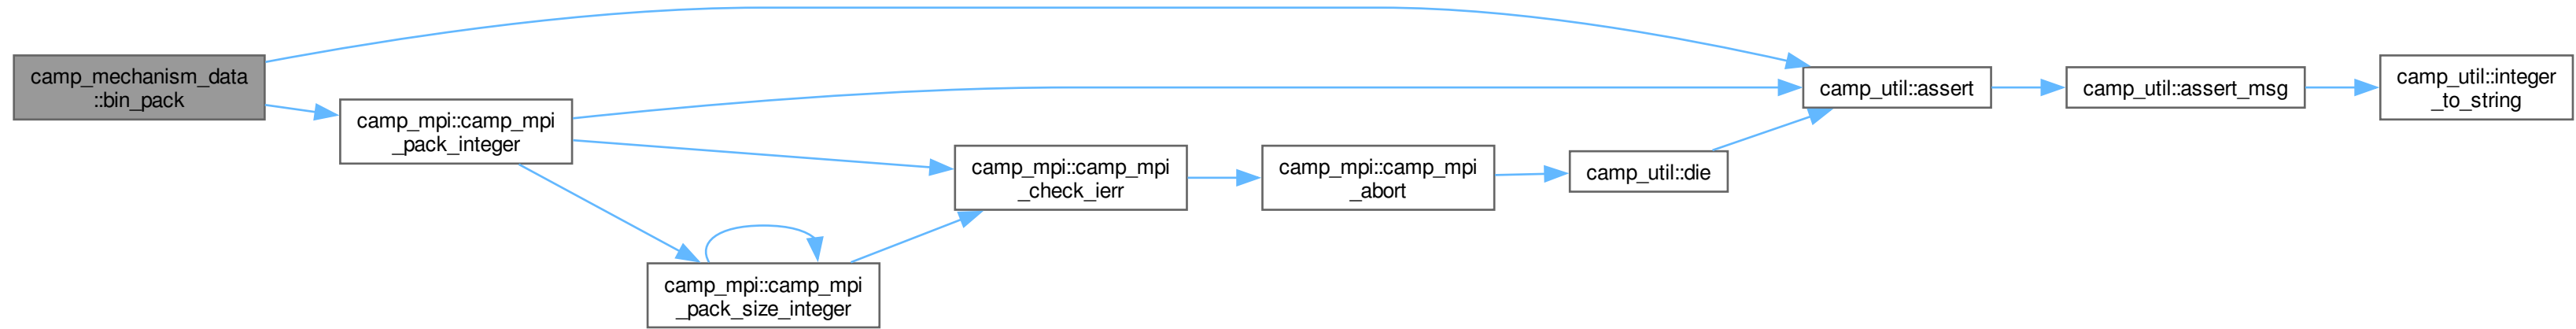 camp_mechanism_data
::bin_pack
camp_mpi::camp_mpi
_pack_integer
camp_mpi::camp_mpi
_pack_size_integer
camp_mpi::camp_mpi
_check_ierr
camp_mpi::camp_mpi
_abort
camp_util::die
camp_util::assert
camp_util::assert_msg
camp_util::integer
_to_string